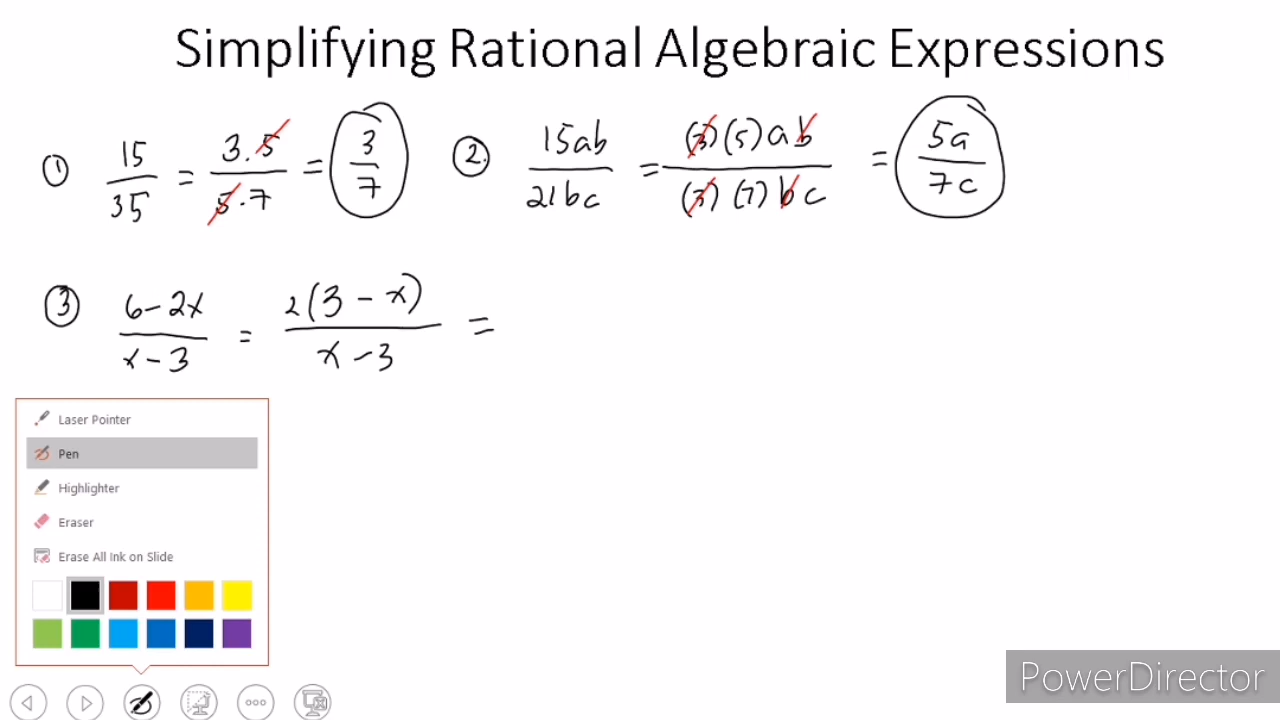 Simplifying Rational Algebraic Expressions
① 15/35 = 3·5/5·7 = 3/7
②. 15ab/21bc = (3)(5)ab/(3)(7)bc = 5a/7c
③ 6-2x/x-3 = 2(3-x)/x-3 =
Laser Pointer
Pen
Highlighter
Eraser
Erase All Ink on Slide
PowerDirector